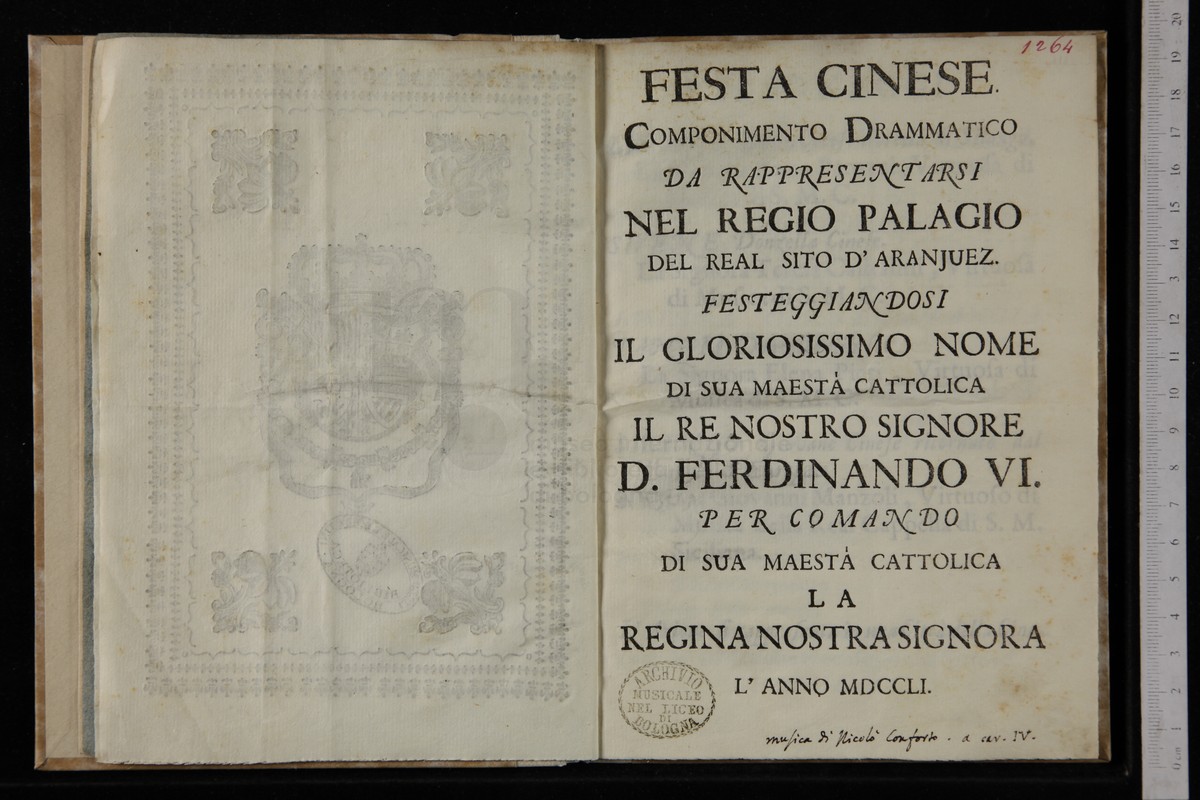 1264
FESTA CINESE.
COMPONIMENTO DRAMMATICO
DA RAPPRESENTARSI
NEL REGIO PALAGIO
DEL REAL SITO D' ARANJUEZ.
FESTEGGIANDOSI
IL GLORIOSISSIMO NOME
DI SUA MAESTÀ CATTOLICA
IL RE NOSTRO SIGNORE
D. FERDINANDO VI.
PER COMANDO
DI SUA MAESTÀ CATTOLICA
LA
REGINA NOSTRA SIGNORA
L' ANNO MDCCLI.
ARCHIVIO
MUSICALE
NEL LICEO
DI
BOLOGNA
musica di Nicolò Conforto. a car. IV.